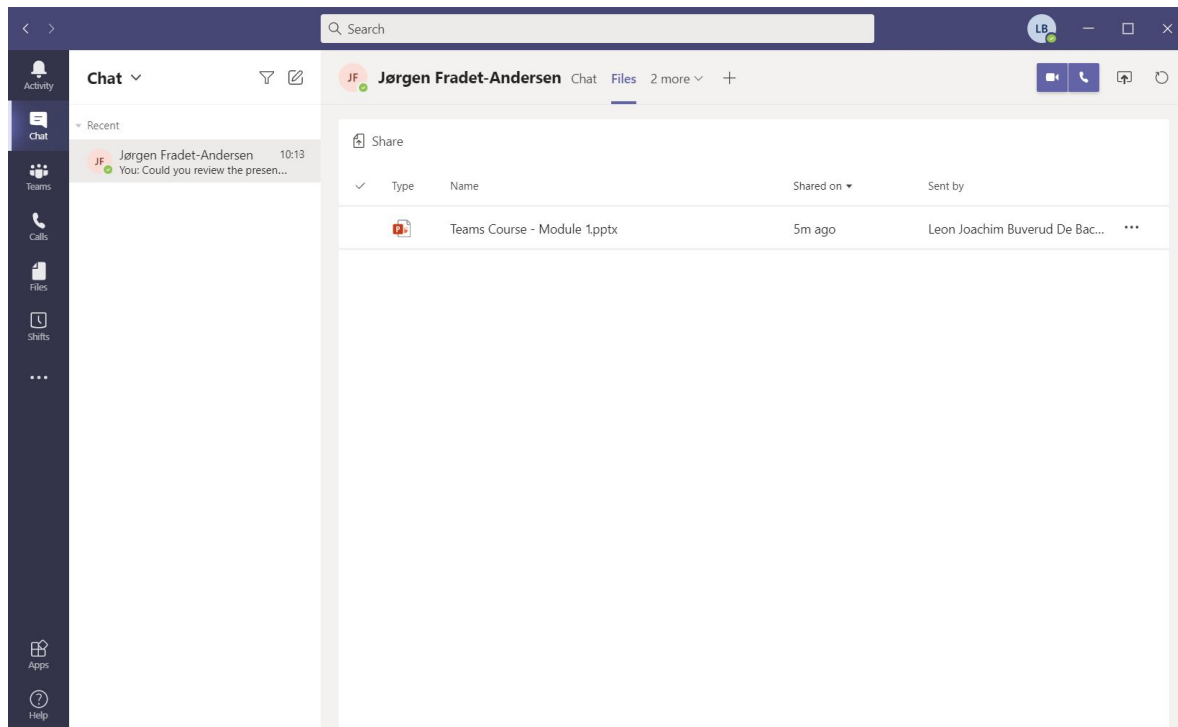 Search
LB
Activity
Chat
Teams
Calls
Files
Shifts
Apps
Help
Chat
Recent
JF
Jørgen Fradet-Andersen 10:13
You: Could you review the presen...
JF Jørgen Fradet-Andersen Chat Files 2 more
Share
Type Name Shared on Sent by
P Teams Course - Module 1.pptx 5m ago Leon Joachim Buverud De Bac... ...